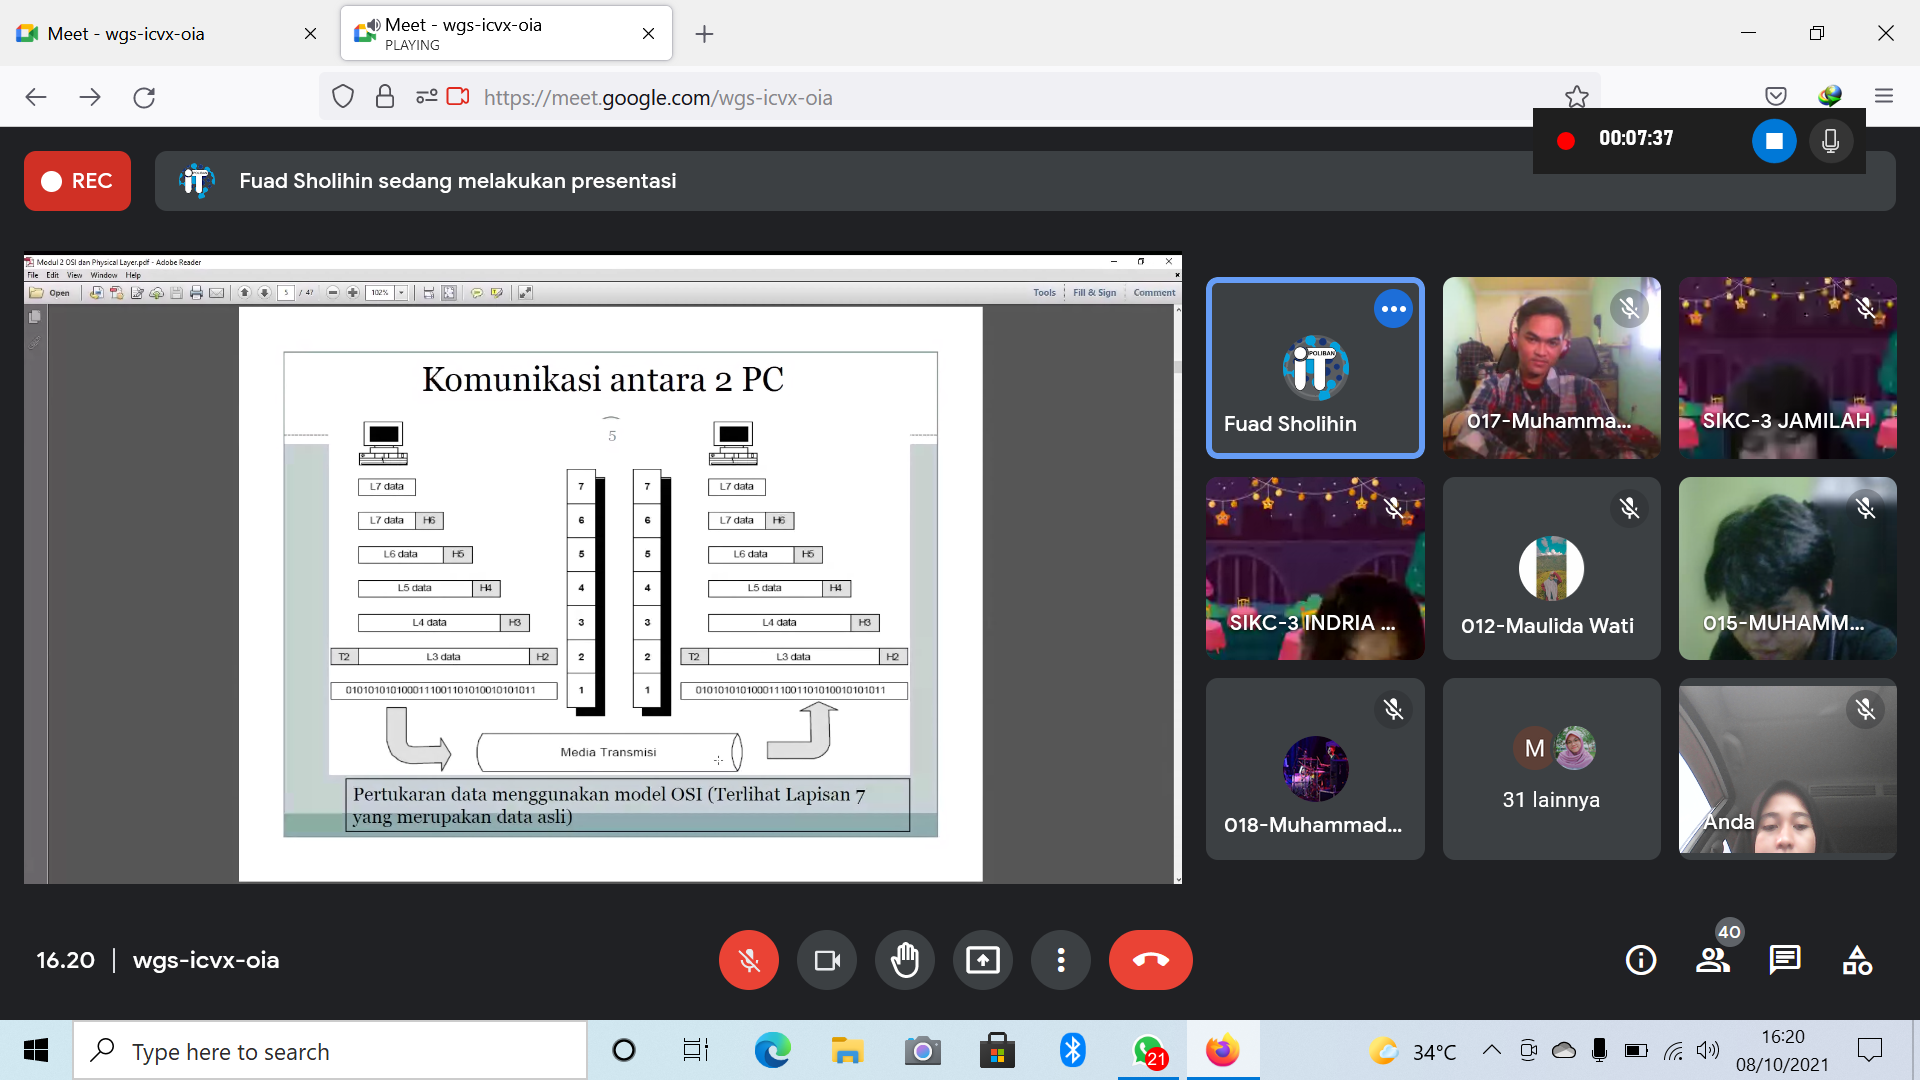 Meet - wgs-icvx-oia
Meet - wgs-icvx-oia
PLAYING
https://meet.google.com/wgs-icvx-oia
00:07:37
REC
Fuad Sholihin sedang melakukan presentasi
Modul 2 OSI dan Physical Layer.pdf - Adobe Reader
File Edit View Window Help
Open
5 / 47
102%
Tools Fill & Sign Comment
Komunikasi antara 2 PC
5
L7 data 7 7 L7 data
L7 data H6 6 6 L7 data H6
L6 data H5 5 5 L6 data H5
L5 data H4 4 4 L5 data H4
L4 data H3 3 3 L4 data H3
T2 L3 data H2 2 2 T2 L3 data H2
1 1
Media Transmisi
Pertukaran data menggunakan model OSI (Terlihat Lapisan 7
yang merupakan data asli)
POLIBAN
iT
Fuad Sholihin
017-Muhamma...
SIKC-3 JAMILAH
SIKC-3 INDRIA ...
012-Maulida Wati
015-MUHAMM...
018-Muhammad...
M
31 lainnya
Anda
16.20 | wgs-icvx-oia
40
Type here to search
21
34°C
16:20
08/10/2021